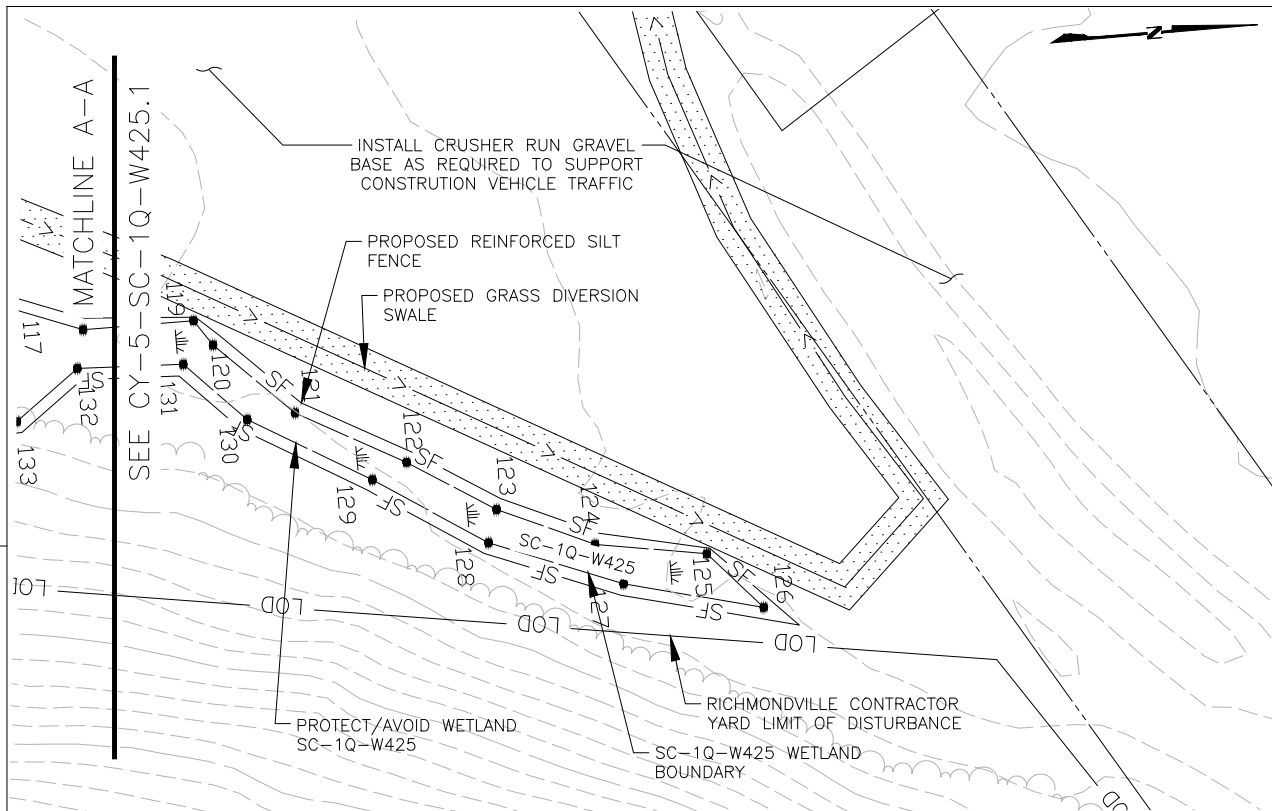 N
INSTALL CRUSHER RUN GRAVEL
BASE AS REQUIRED TO SUPPORT
CONSTRUTION VEHICLE TRAFFIC
MATCHLINE A-A
SEE CY-5-SC-1Q-W425.1
PROPOSED REINFORCED SILT
FENCE
PROPOSED GRASS DIVERSION
SWALE
117
119
120
121
122
123
124
125
126
127
128
129
130
131
132
133
SF
SF
SF
SF
SF
SF
SF
SF
SC-1Q-W425
LOD
LOD
LOD
RICHMONDVILLE CONTRACTOR
YARD LIMIT OF DISTURBANCE
SC-1Q-W425 WETLAND
BOUNDARY
PROTECT/AVOID WETLAND
SC-1Q-W425